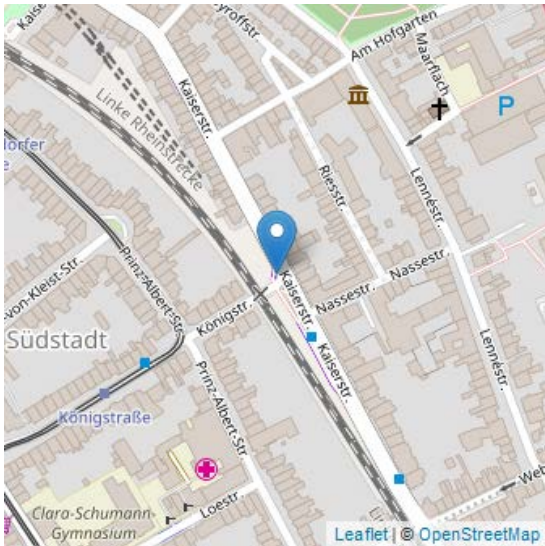 Kaise
yroffstr.
Am Hofgarten
Maarflach
P
Kaiserstr.
Linke Rheinstrecke
Riesstr.
Lennéstr.
Prinz-Albert-Str.
-von-Kleist-Str.
Königstr.
Kaiserstr.
Nassestr.
Nassestr.
Südstadt
Kaiserstr.
Lennéstr.
Königstraße
Prinz-Albert-Str.
Web
Clara-Schumann-
Gymnasium
Loestr.
Leaflet | © OpenStreetMap